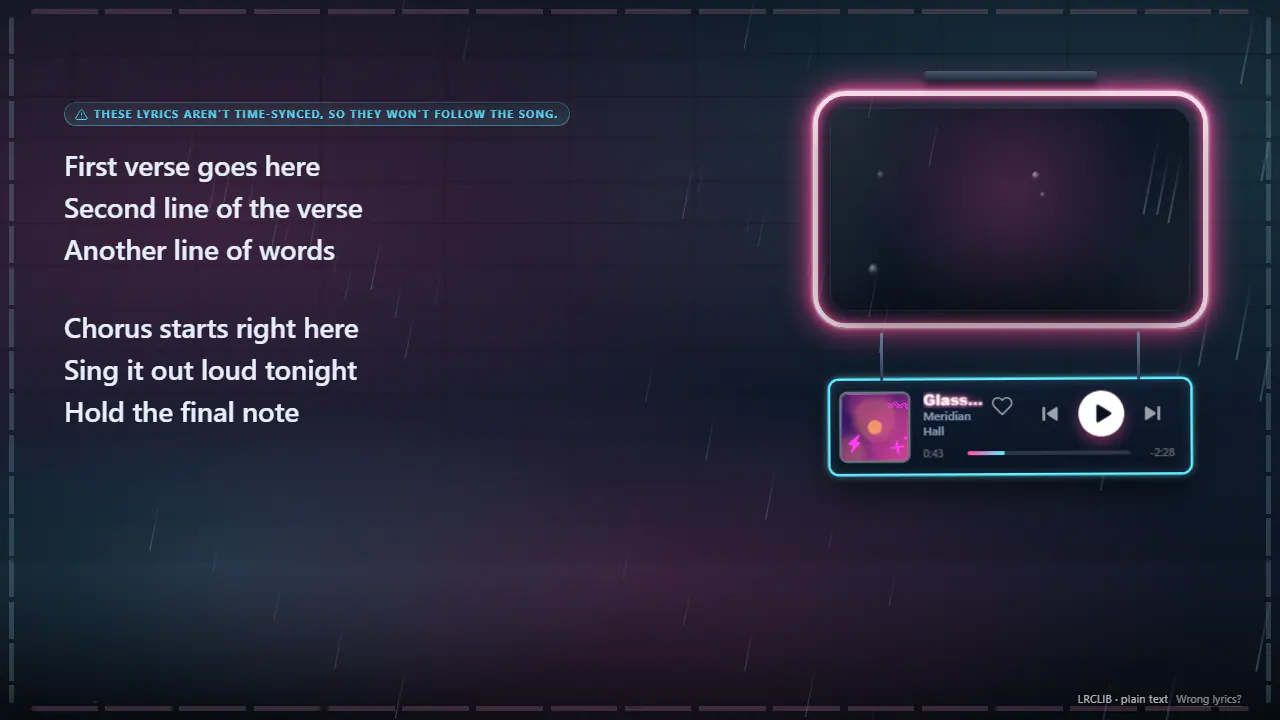 ⚠ THESE LYRICS AREN'T TIME-SYNCED, SO THEY WON'T FOLLOW THE SONG.
First verse goes here
Second line of the verse
Another line of words
Chorus starts right here
Sing it out loud tonight
Hold the final note
Glass...
Meridian
Hall
0:43
-2:28
LRCLIB · plain text Wrong lyrics?